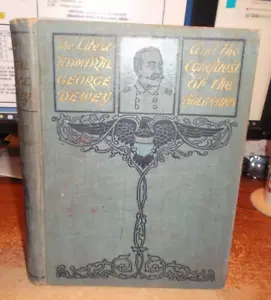 The Life of
ADMIRAL
GEORGE
DEWEY
And the
Conquest
of the
PHILIPPINES